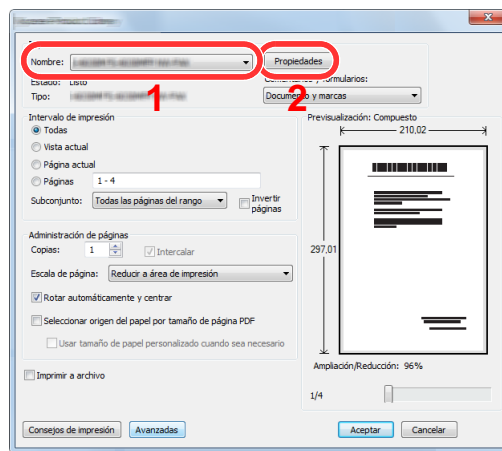 Nombre:
Propiedades
1
2
Estado: Listo
Tipo:
Comentarios y formularios:
Documento y marcas
Intervalo de impresión
Todas
Vista actual
Página actual
Páginas 1 - 4
Subconjunto: Todas las páginas del rango
Invertir
páginas
Administración de páginas
Copias: 1 Intercalar
Escala de página: Reducir a área de impresión
Rotar automáticamente y centrar
Seleccionar origen del papel por tamaño de página PDF
Usar tamaño de papel personalizado cuando sea necesario
Imprimir a archivo
Previsualización: Compuesto
210,02
297,01
Ampliación/Reducción: 96%
1/4
Consejos de impresión
Avanzadas
Aceptar
Cancelar